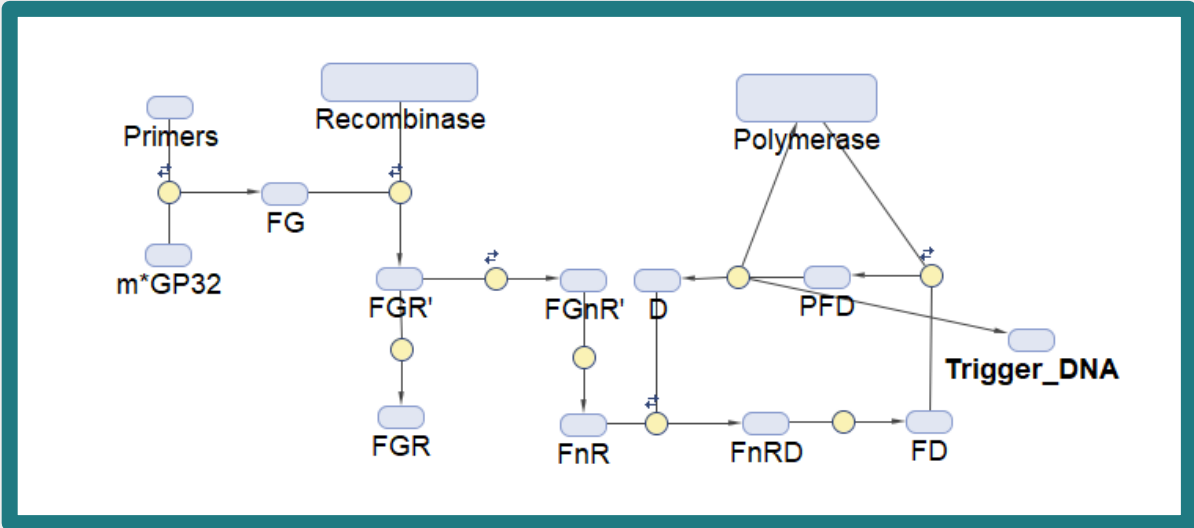 Primers
Recombinase
Polymerase
FG
m*GP32
FGR'
FGnR'
D
PFD
Trigger_DNA
FGR
FnR
FnRD
FD